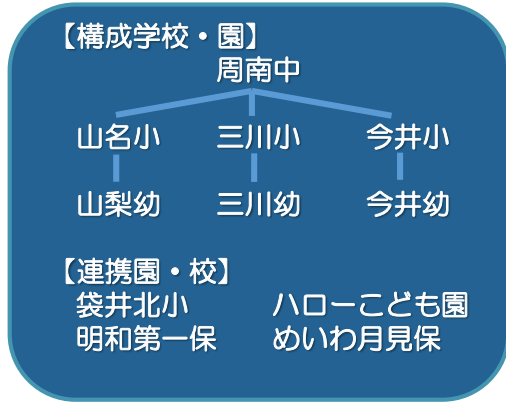 【構成学校・園】
周南中
山名小 三川小 今井小
山梨幼 三川幼 今井幼
【連携園・校】
袋井北小 ハローこども園
明和第一保 めいわ月見保